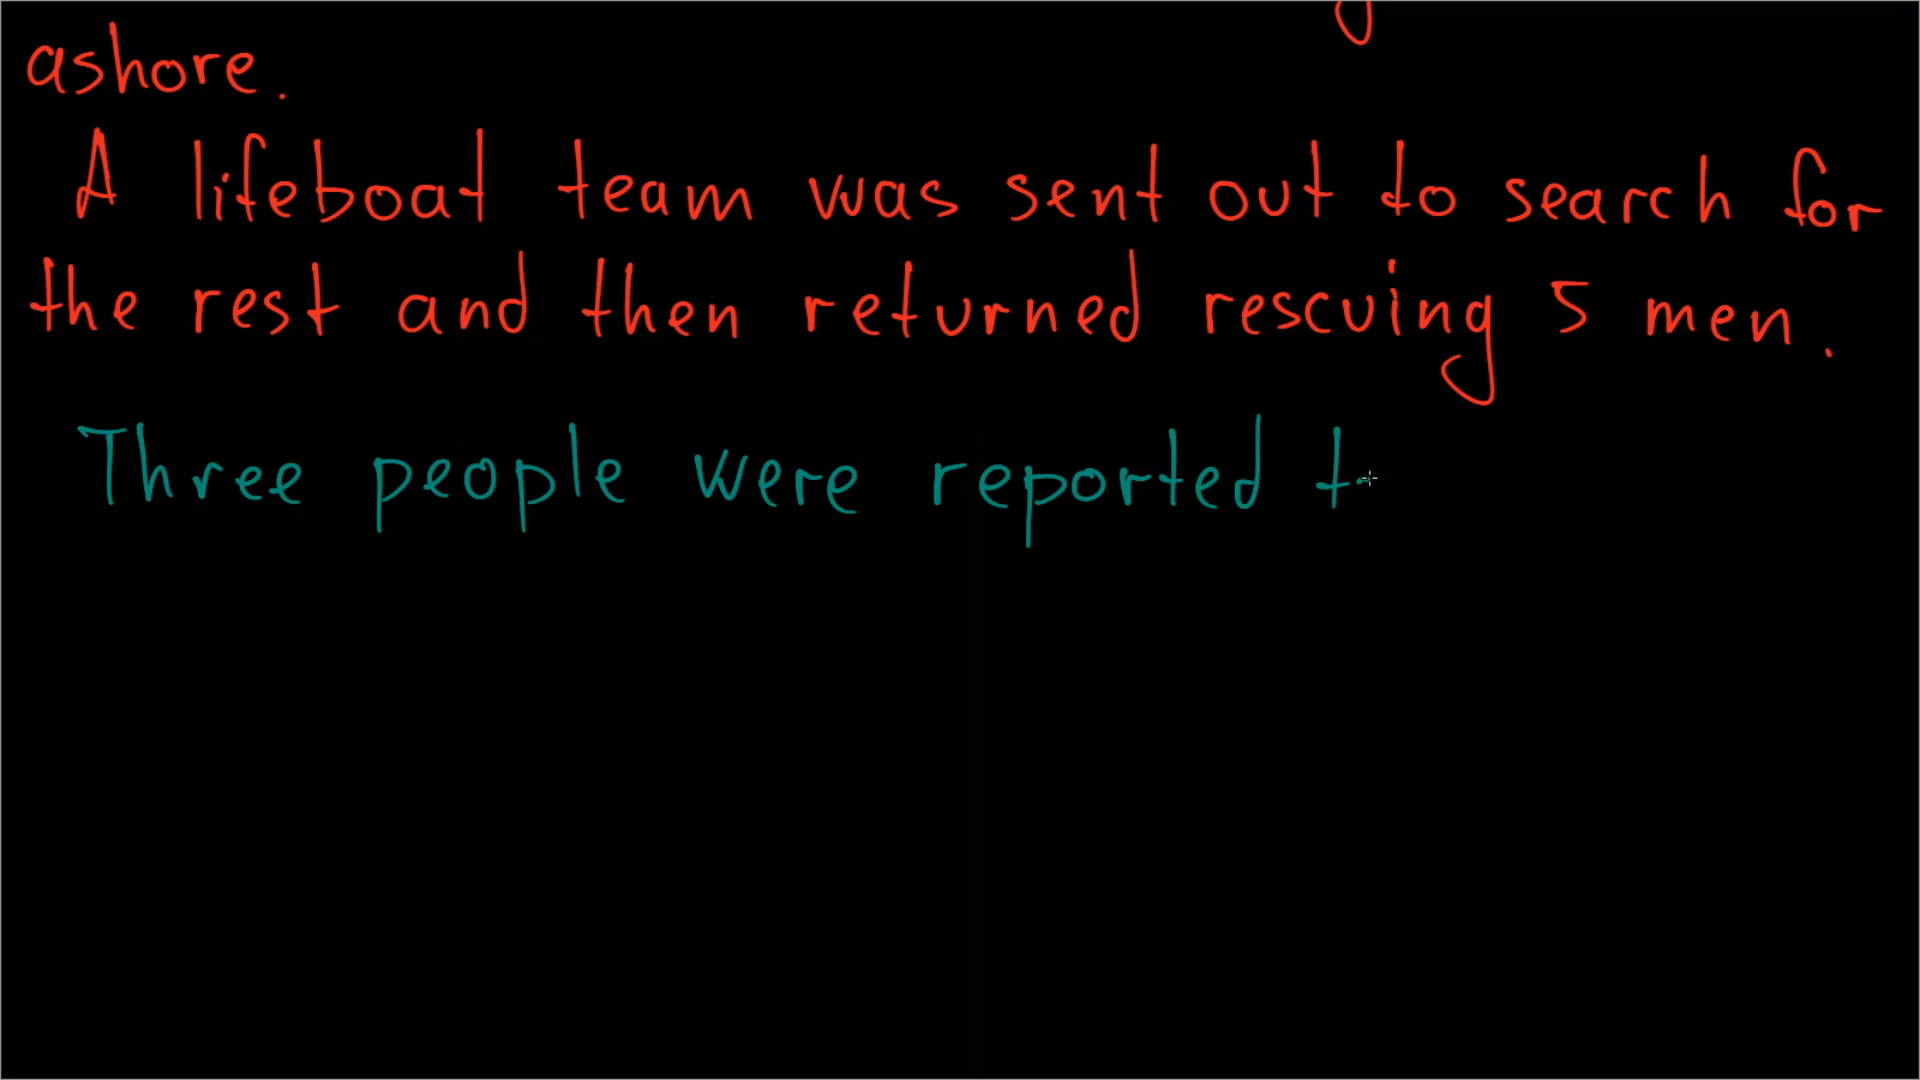 ashore.
A lifeboat team was sent out to search for
the rest and then returned rescuing 5 men.
Three people were reported t